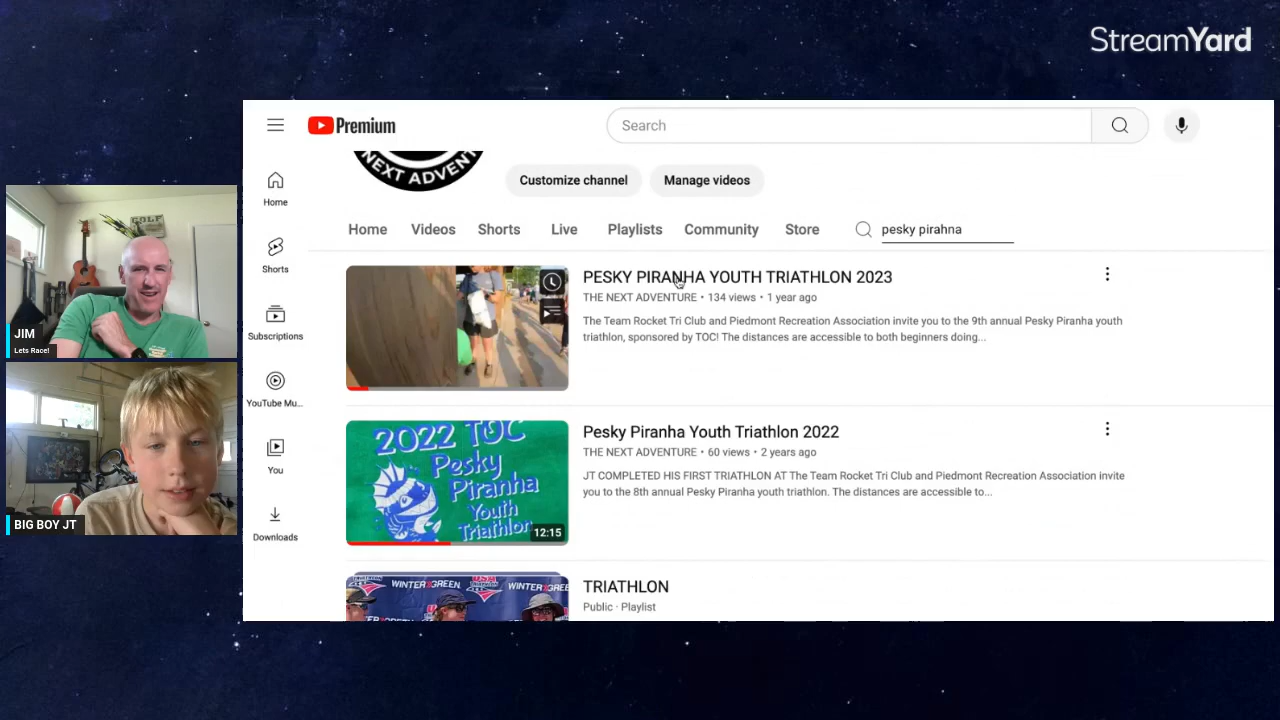 StreamYard
Premium
Search
NEXT ADVEN
Customize channel
Manage videos
Home
Videos
Shorts
Live
Playlists
Community
Store
pesky pirahna
Home
Shorts
Subscriptions
YouTube Mu...
You
Downloads
PESKY PIRANHA YOUTH TRIATHLON 2023
THE NEXT ADVENTURE • 134 views • 1 year ago
The Team Rocket Tri Club and Piedmont Recreation Association invite you to the 9th annual Pesky Piranha youth
triathlon, sponsored by TOC! The distances are accessible to both beginners doing...
2022 TOC
Pesky
Piranha
Youth
Triathlon
12:15
Pesky Piranha Youth Triathlon 2022
THE NEXT ADVENTURE • 60 views • 2 years ago
JT COMPLETED HIS FIRST TRIATHLON AT The Team Rocket Tri Club and Piedmont Recreation Association invite
you to the 8th annual Pesky Piranha youth triathlon. The distances are accessible to...
WINTERGREEN
USA
WINTERGREE
TRIATHLON
Public · Playlist
GOLF
JIM
Lets Race!
BIG BOY JT